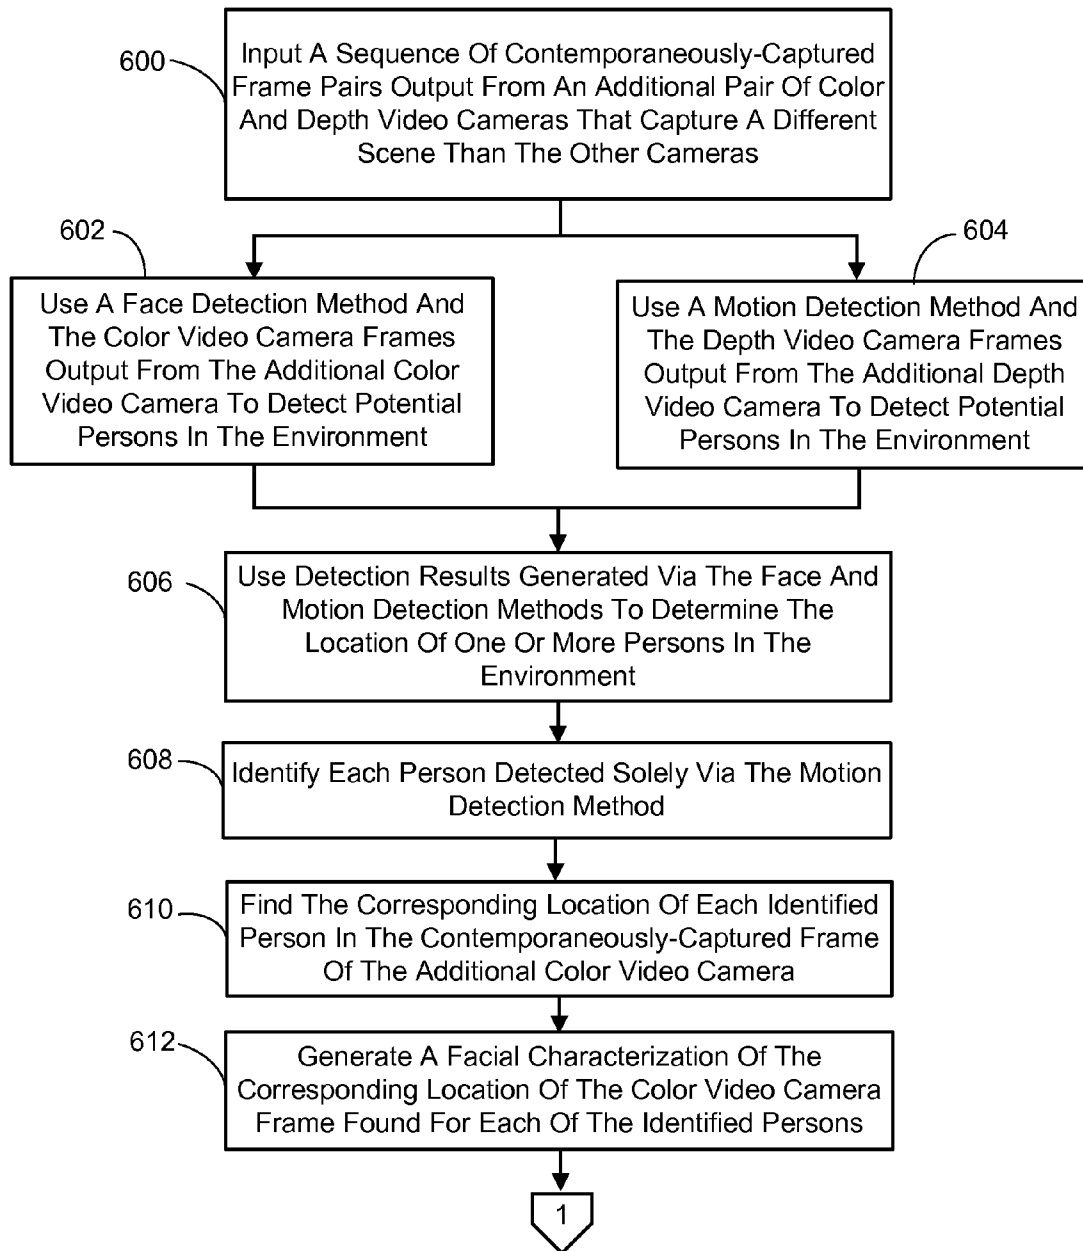 600
Input A Sequence Of Contemporaneously-Captured
Frame Pairs Output From An Additional Pair Of Color
And Depth Video Cameras That Capture A Different
Scene Than The Other Cameras
602
Use A Face Detection Method And
The Color Video Camera Frames
Output From The Additional Color
Video Camera To Detect Potential
Persons In The Environment
604
Use A Motion Detection Method And
The Depth Video Camera Frames
Output From The Additional Depth
Video Camera To Detect Potential
Persons In The Environment
606
Use Detection Results Generated Via The Face And
Motion Detection Methods To Determine The
Location Of One Or More Persons In The
Environment
608
Identify Each Person Detected Solely Via The Motion
Detection Method
610
Find The Corresponding Location Of Each Identified
Person In The Contemporaneously-Captured Frame
Of The Additional Color Video Camera
612
Generate A Facial Characterization Of The
Corresponding Location Of The Color Video Camera
Frame Found For Each Of The Identified Persons
1